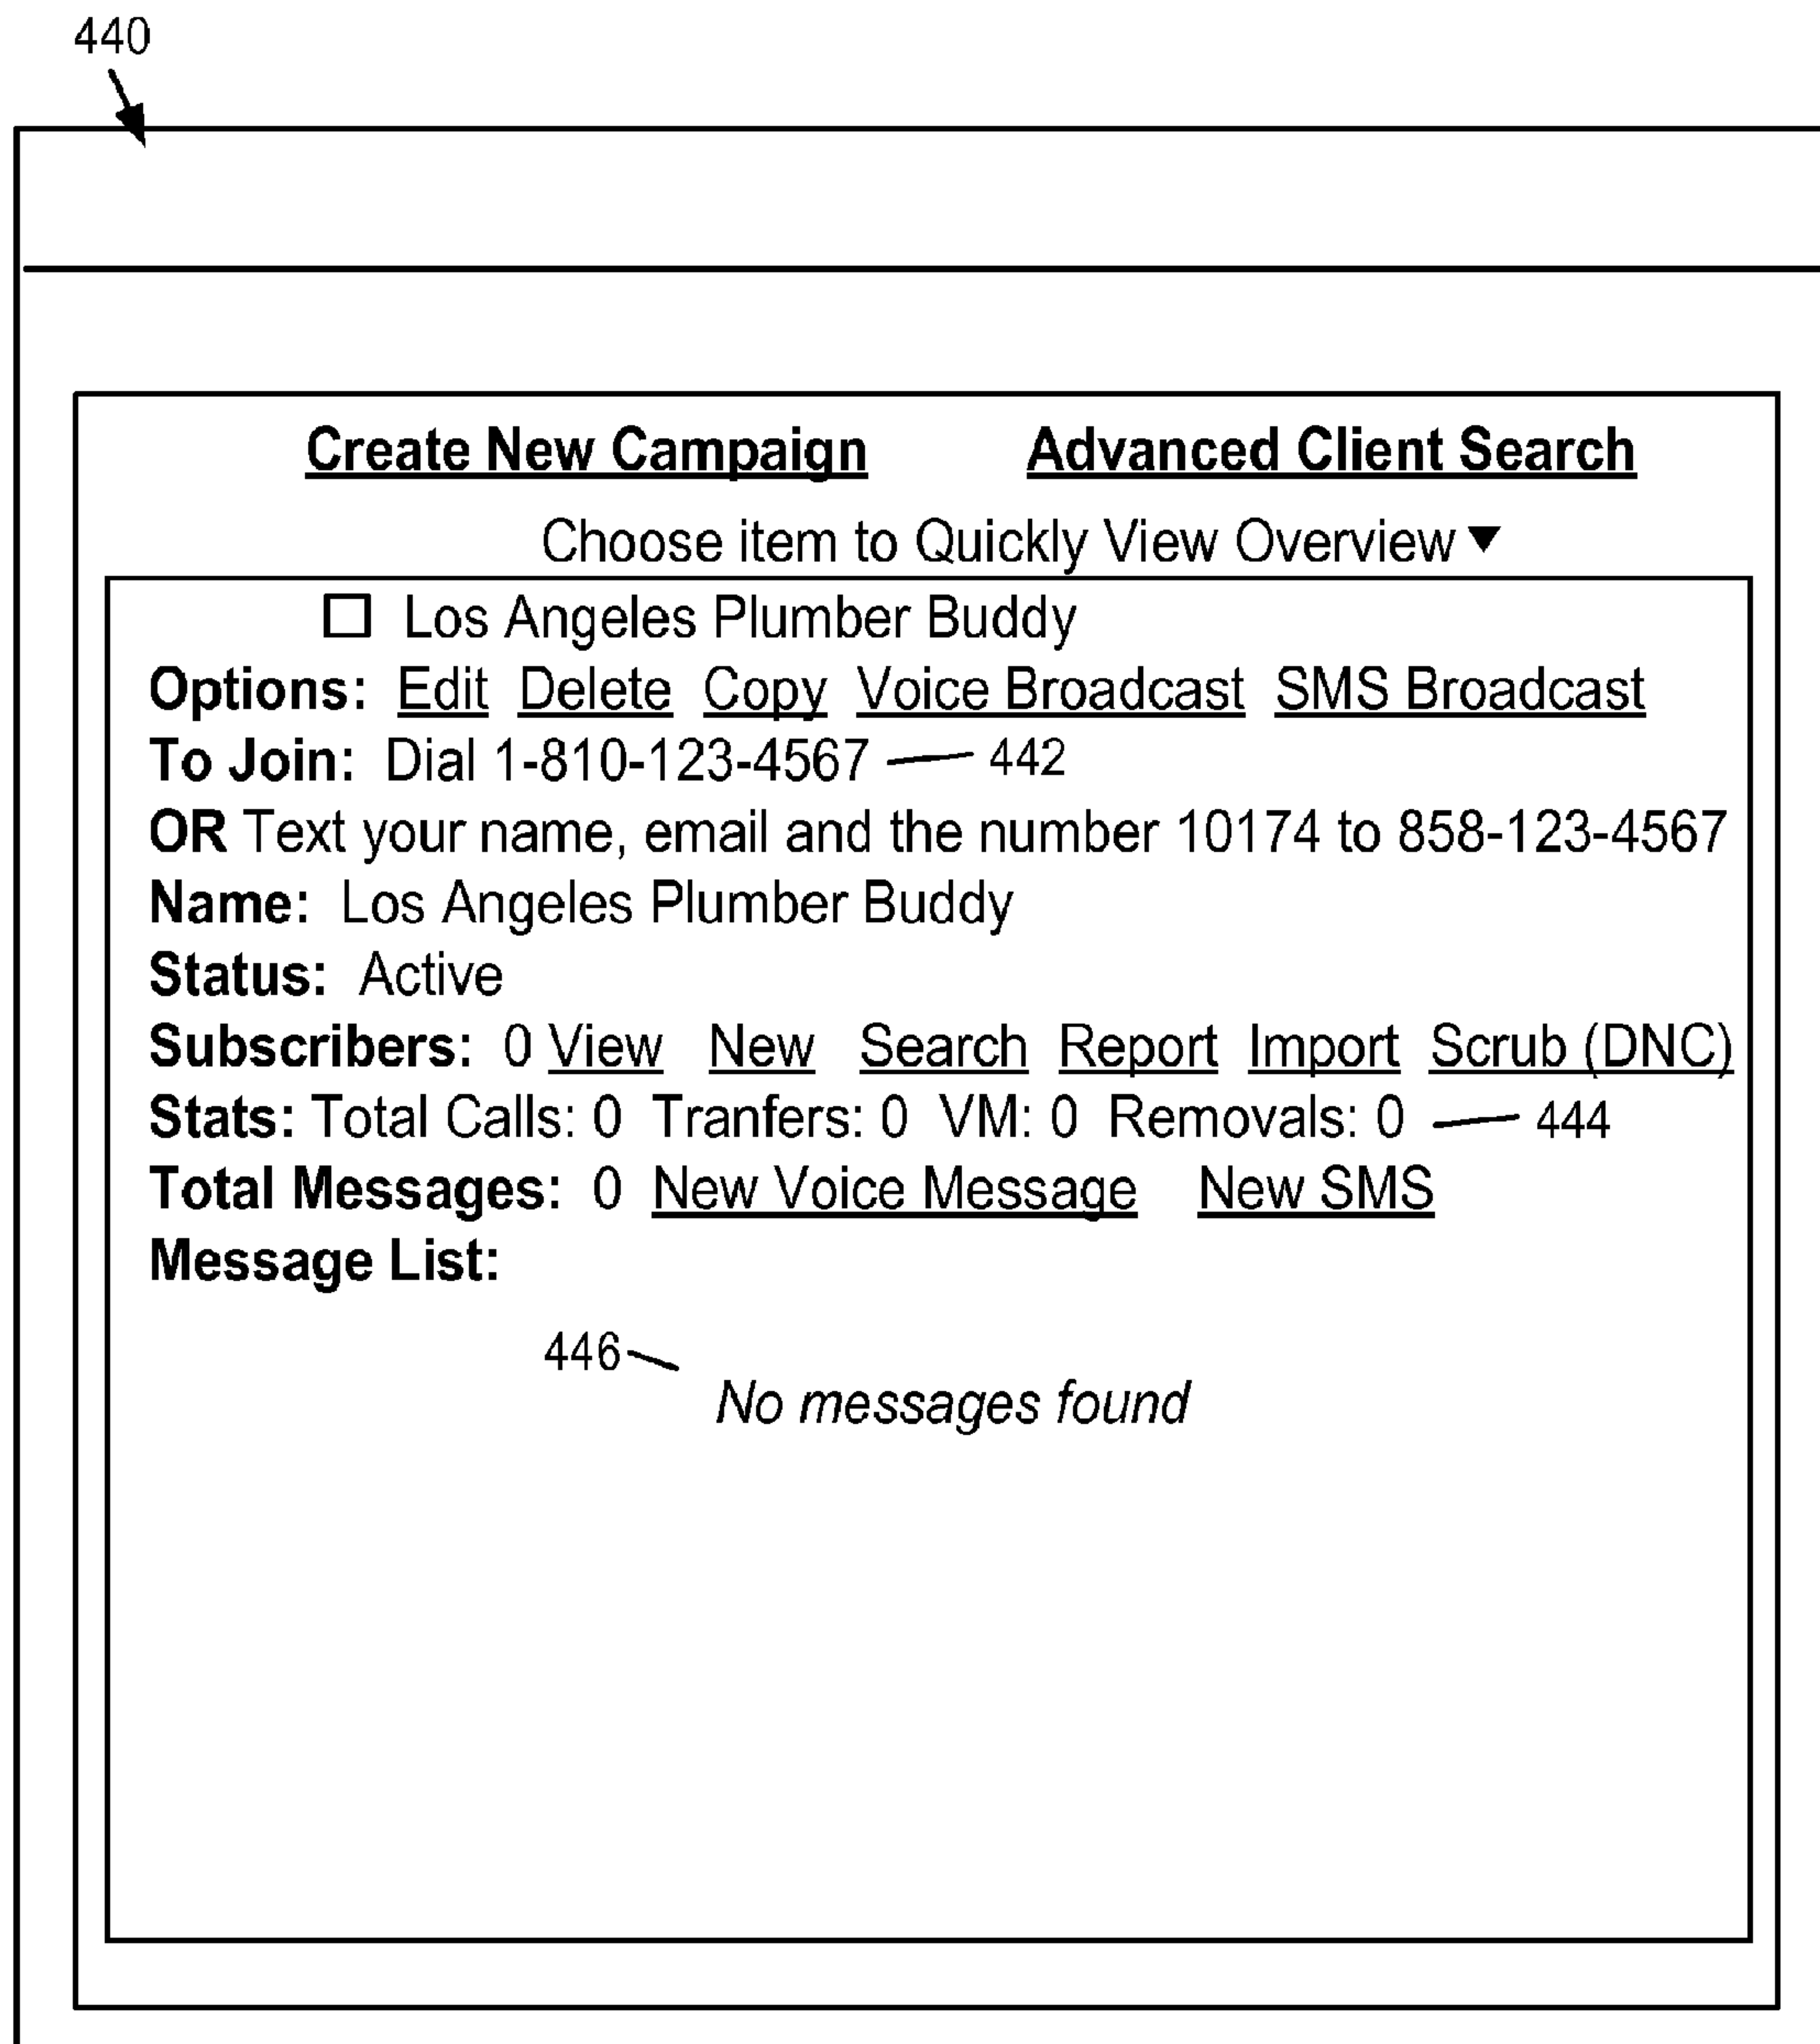 440
Create New Campaign Advanced Client Search
Choose item to Quickly View Overview ▼
☐ Los Angeles Plumber Buddy
Options: Edit Delete Copy Voice Broadcast SMS Broadcast
To Join: Dial 1-810-123-4567 442
OR Text your name, email and the number 10174 to 858-123-4567
Name: Los Angeles Plumber Buddy
Status: Active
Subscribers: 0 View New Search Report Import Scrub (DNC)
Stats: Total Calls: 0 Tranfers: 0 VM: 0 Removals: 0 444
Total Messages: 0 New Voice Message New SMS
Message List:
446
No messages found